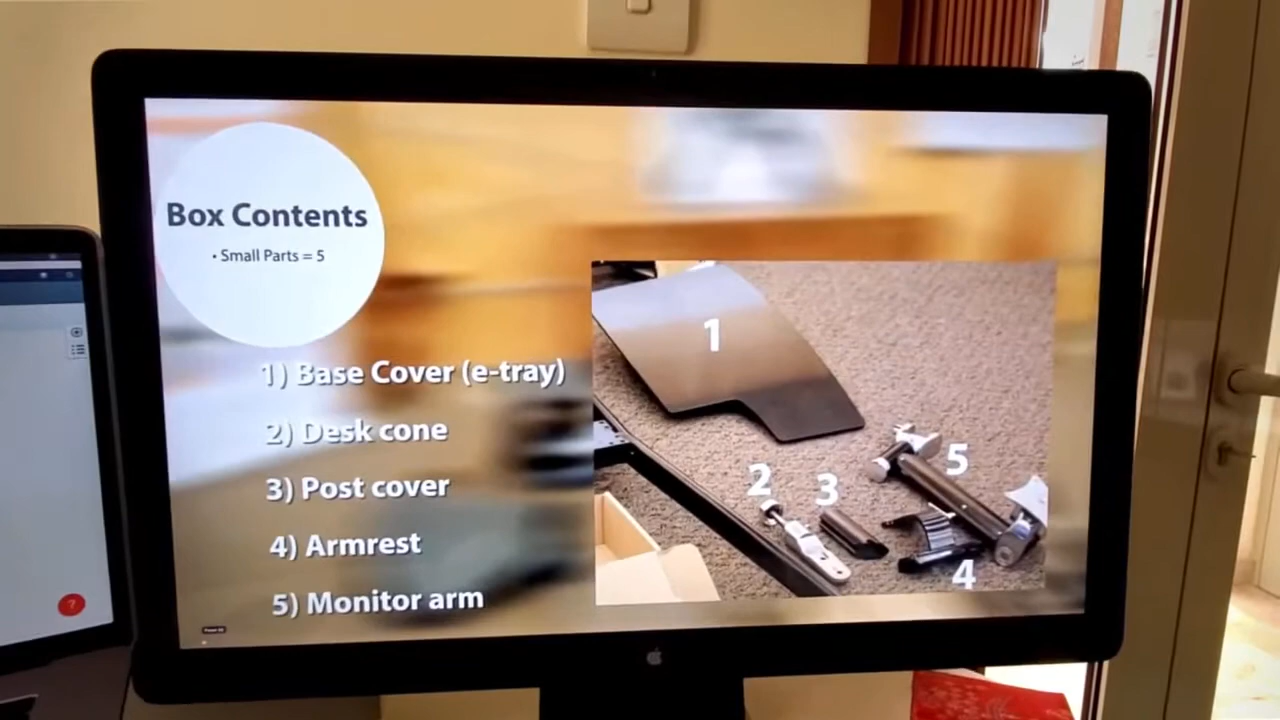 Box Contents
• Small Parts = 5
1) Base Cover (e-tray)
2) Desk cone
3) Post cover
4) Armrest
5) Monitor arm
1
2
3
5
4
?